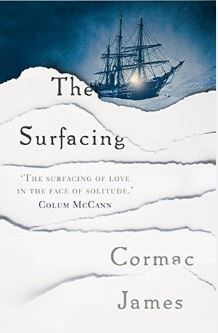 The
Surfacing
‘THE SURFACING OF LOVE
IN THE FACE OF SOLITUDE.’
COLUM MCCANN
Cormac
James